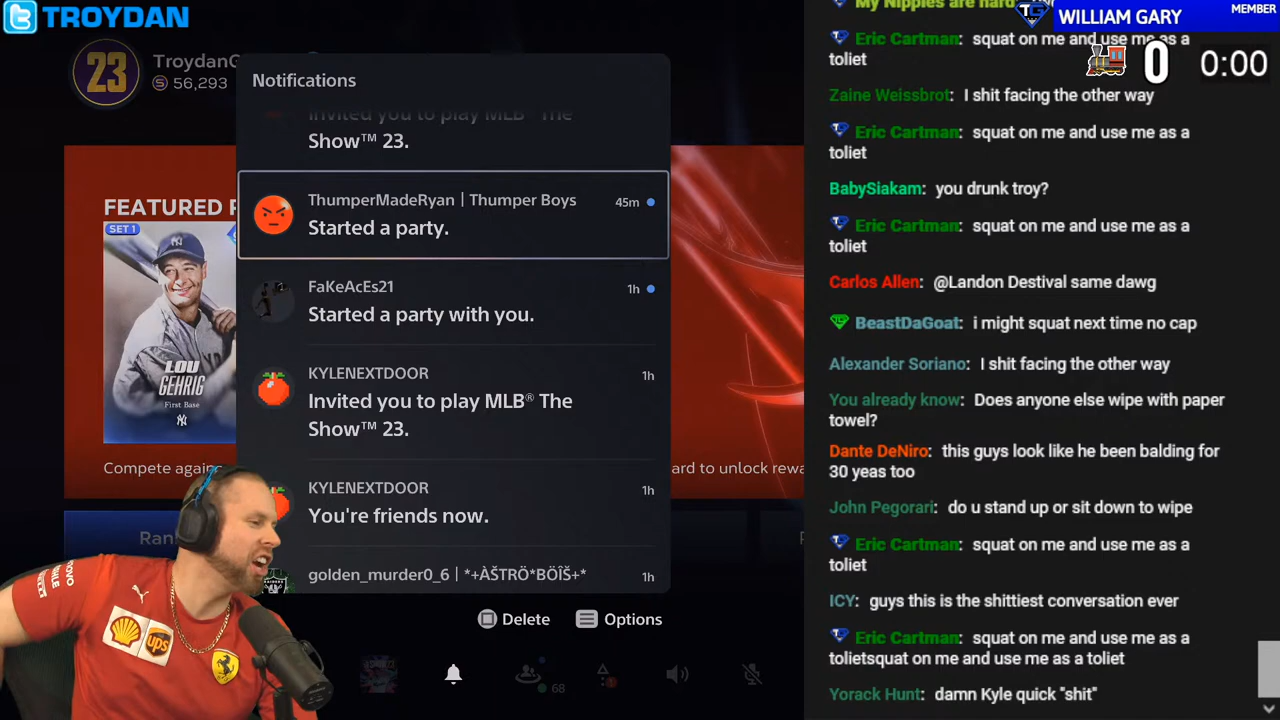 TROYDAN
23
TroydanG
56,293
Notifications
Invited you to play MLB® The
Show™ 23.
ThumperMadeRyan | Thumper Boys
45m
Started a party.
FaKeAcEs21
1h
Started a party with you.
KYLENEXTDOOR
1h
Invited you to play MLB® The
Show™ 23.
KYLENEXTDOOR
1h
You're friends now.
golden_murder0_6 | *+ÀŠTRÖ*BÖÎŠ+*
1h
Delete
Options
68
FEATURED
SET 1
LOU
GEHRIG
First Base
Compete
ard to unlock
Shell
ups
My Nipples are hard
TG
WILLIAM GARY
MEMBER
0
0:00
Eric Cartman: squat on me and use me as a
toliet
Zaine Weissbrot: I shit facing the other way
Eric Cartman: squat on me and use me as a
toliet
BabySiakam: you drunk troy?
Eric Cartman: squat on me and use me as a
toliet
Carlos Allen: @Landon Destival same dawg
BeastDaGoat: i might squat next time no cap
Alexander Soriano: I shit facing the other way
You already know: Does anyone else wipe with paper
towel?
Dante DeNiro: this guys look like he been balding for
30 yeas too
John Pegorari: do u stand up or sit down to wipe
Eric Cartman: squat on me and use me as a
toliet
ICY: guys this is the shittiest conversation ever
Eric Cartman: squat on me and use me as a
tolietsquat on me and use me as a toliet
Yorack Hunt: damn Kyle quick "shit"